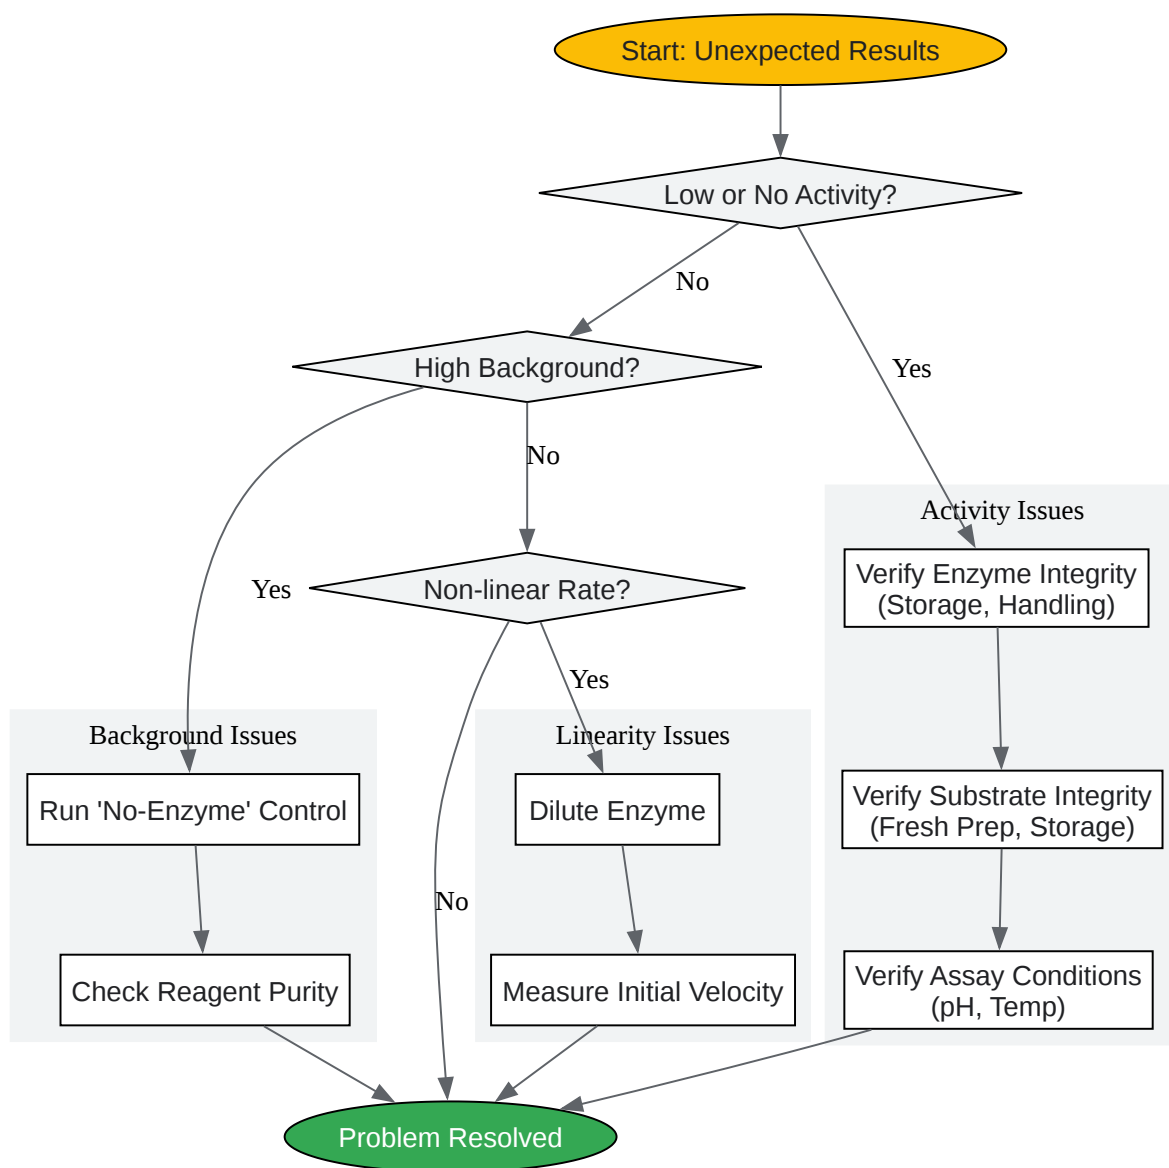 Start: Unexpected Results
Low or No Activity?
No
High Background?
Yes
No
Activity Issues
Verify Enzyme Integrity
(Storage, Handling)
Yes
Non-linear Rate?
Yes
Background Issues
Linearity Issues
Run 'No-Enzyme' Control
Dilute Enzyme
Verify Substrate Integrity
(Fresh Prep, Storage)
No
Check Reagent Purity
Measure Initial Velocity
Verify Assay Conditions
(pH, Temp)
Problem Resolved